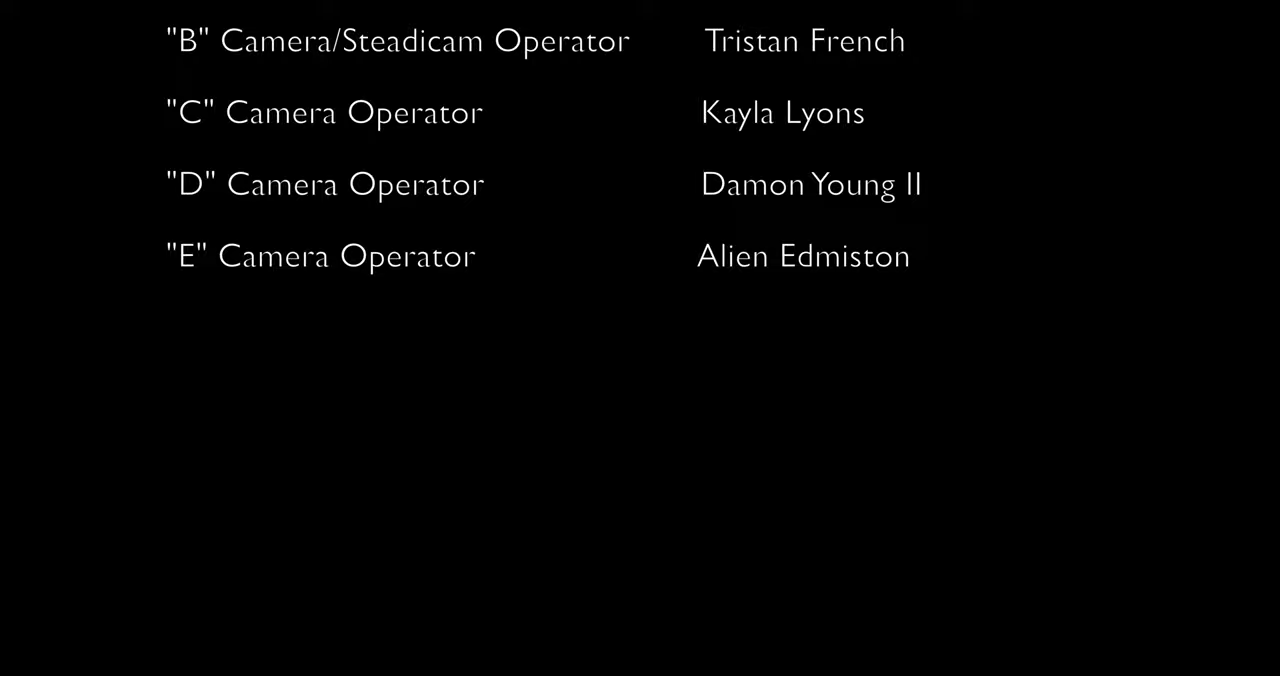 "B" Camera/Steadicam Operator Tristan French
"C" Camera Operator Kayla Lyons
"D" Camera Operator Damon Young II
"E" Camera Operator Alien Edmiston